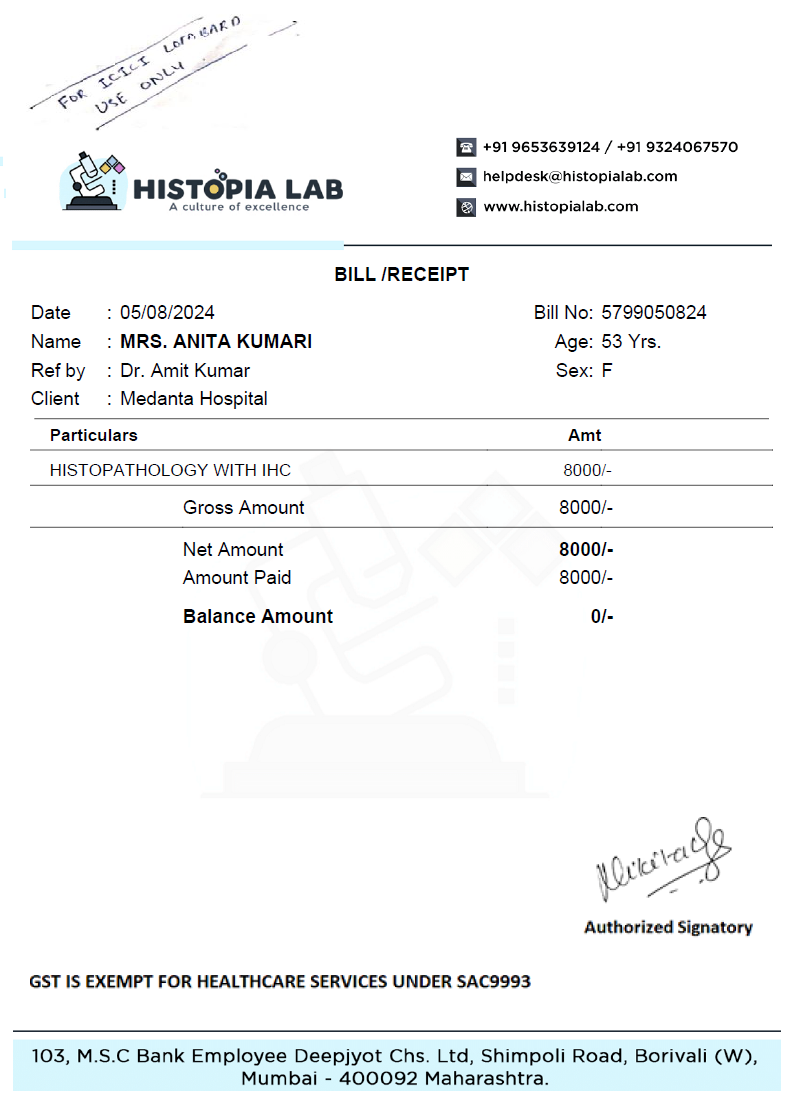 FOR ICICI LOMBARD
USE ONLY
+91 9653639124 / +91 9324067570
helpdesk@histopialab.com
www.histopialab.com
HISTOPIA LAB
A culture of excellence
BILL /RECEIPT
Date : 05/08/2024 Bill No: 5799050824
Name : MRS. ANITA KUMARI Age: 53 Yrs.
Ref by : Dr. Amit Kumar Sex: F
Client : Medanta Hospital
Particulars Amt
HISTOPATHOLOGY WITH IHC 8000/-
Gross Amount 8000/-
Net Amount 8000/-
Amount Paid 8000/-
Balance Amount 0/-
Authorized Signatory
GST IS EXEMPT FOR HEALTHCARE SERVICES UNDER SAC9993
103, M.S.C Bank Employee Deepjyot Chs. Ltd, Shimpoli Road, Borivali (W),
Mumbai - 400092 Maharashtra.